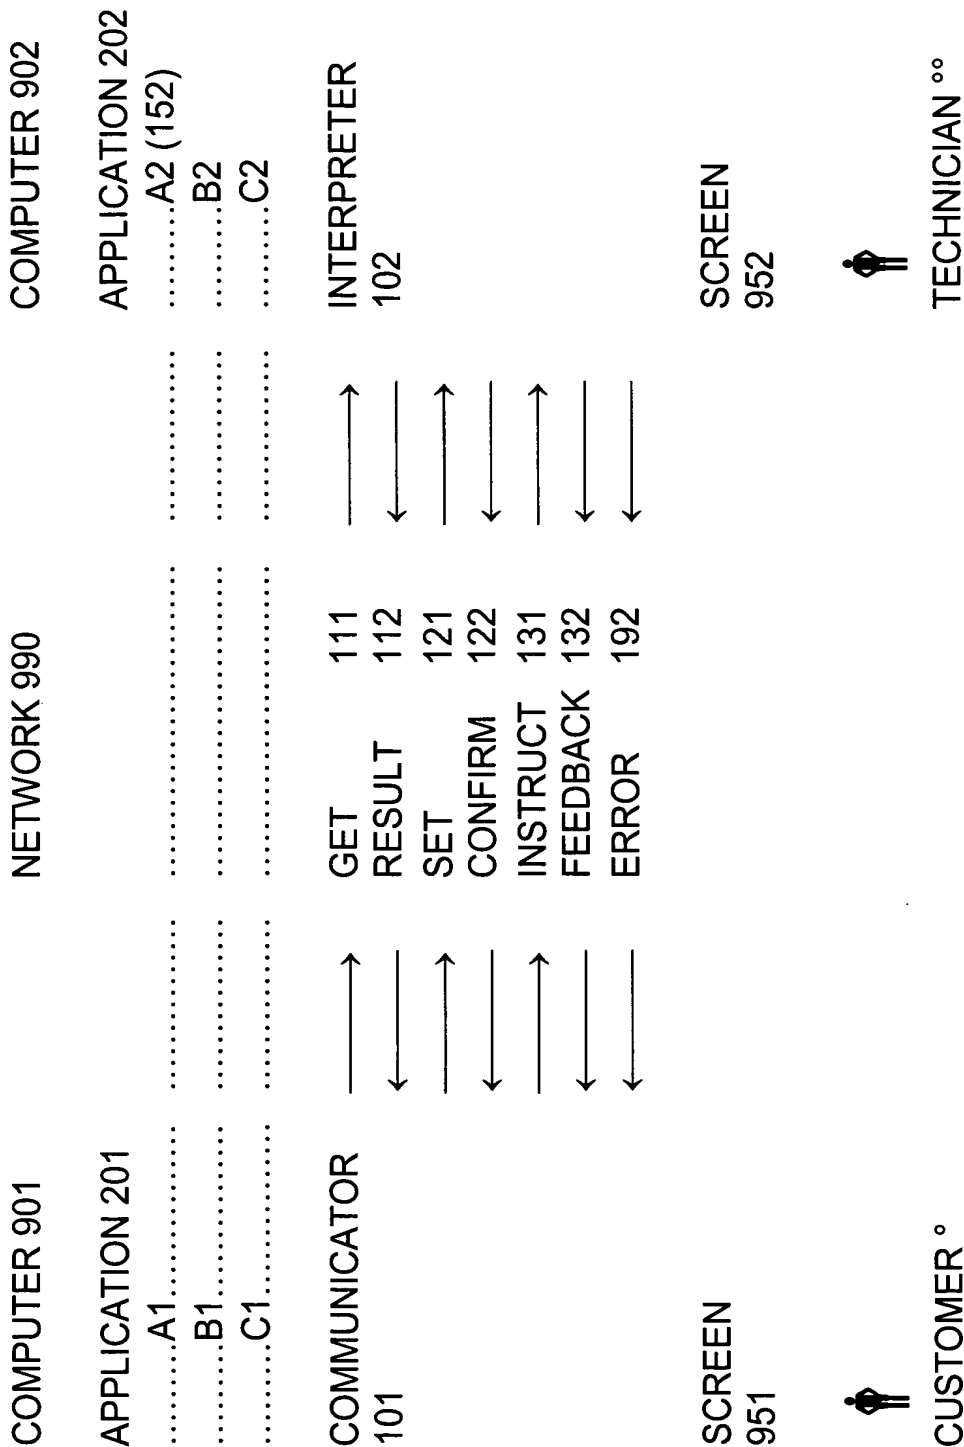 COMPUTER 901 NETWORK 990 COMPUTER 902
APPLICATION 201 APPLICATION 202
.........A1.................... .................... .................................... .................... .........A2 (152)
.........B1.................... .................... .................................... .................... .........B2
.........C1.................... .................... .................................... .................... .........C2
COMMUNICATOR GET 111 INTERPRETER
101 RESULT 112 102
SET 121
CONFIRM 122
INSTRUCT 131
FEEDBACK 132
ERROR 192
SCREEN SCREEN
951 952
CUSTOMER ° TECHNICIAN °°